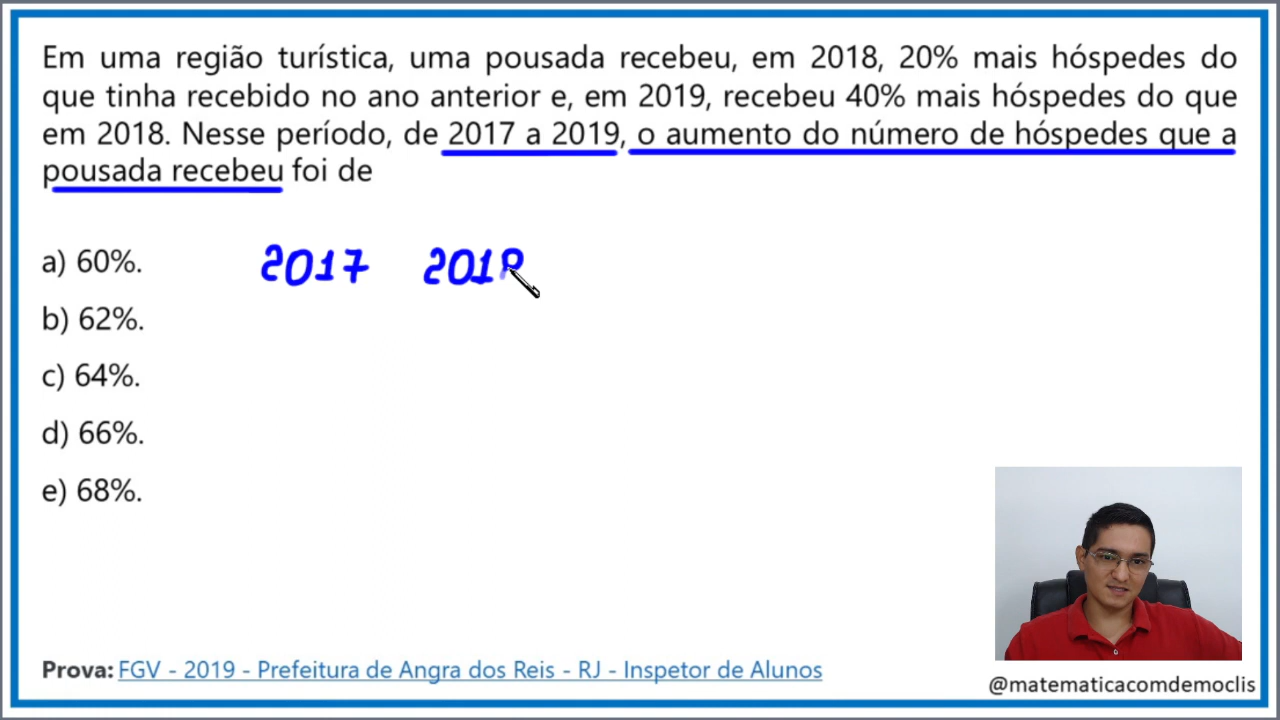 Em uma região turística, uma pousada recebeu, em 2018, 20% mais hóspedes do
que tinha recebido no ano anterior e, em 2019, recebeu 40% mais hóspedes do que
em 2018. Nesse período, de 2017 a 2019, o aumento do número de hóspedes que a
pousada recebeu foi de
a) 60%.
2017 2018
b) 62%.
c) 64%.
d) 66%.
e) 68%.
Prova: FGV - 2019 - Prefeitura de Angra dos Reis - RJ - Inspetor de Alunos
@matematicacomdemoclis